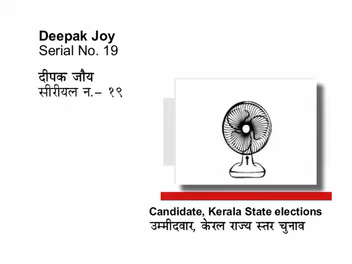 Deepak Joy
Serial No. 19
दीपक जौय
सीरीयल न.- १९
Candidate, Kerala State elections
उम्मीदवार, केरल राज्य स्तर चुनाव